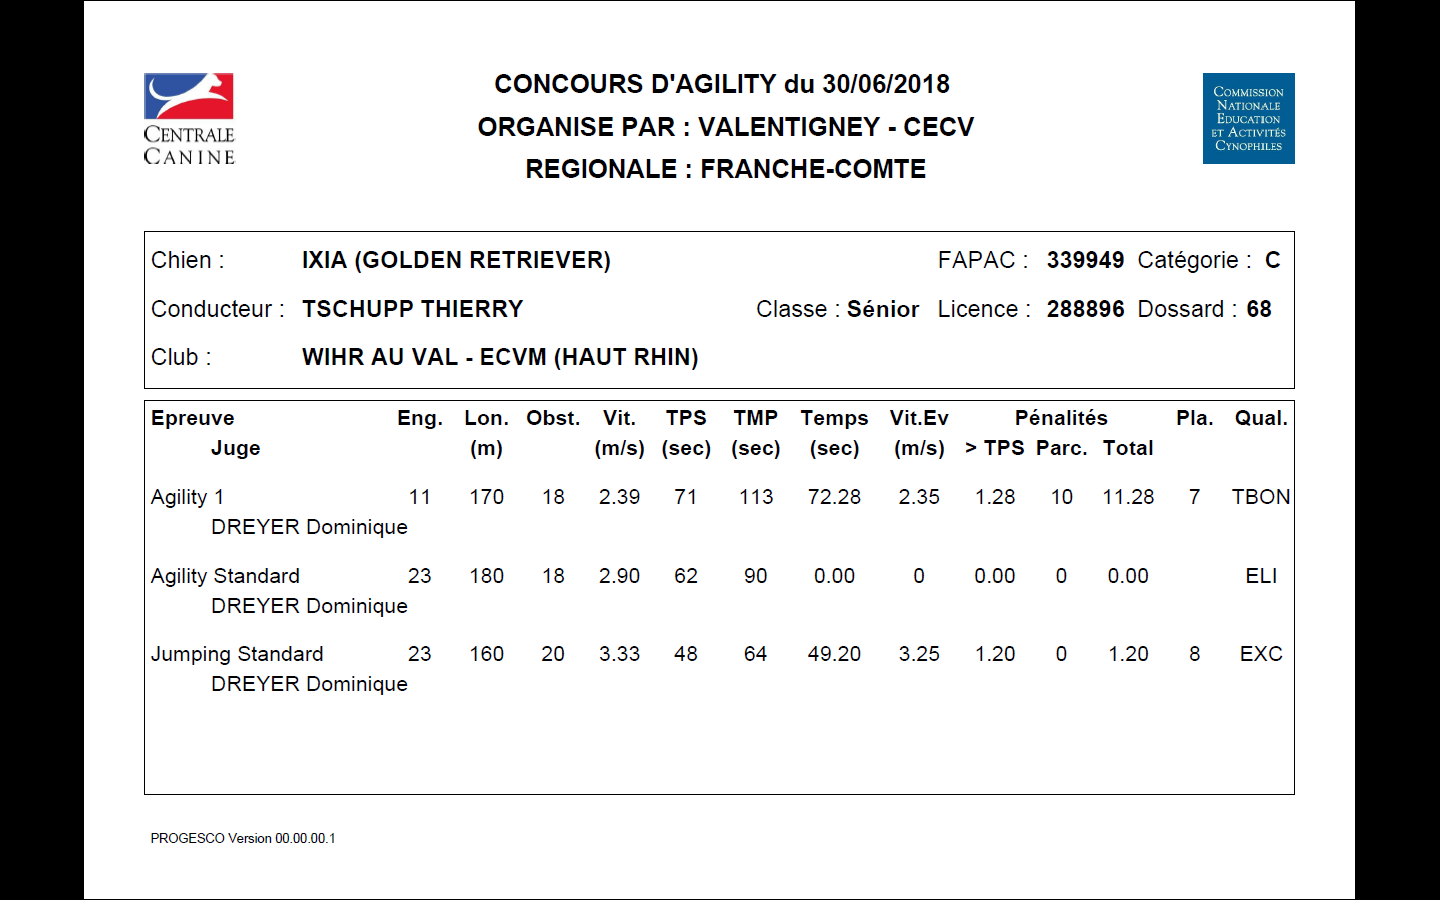 CENTRALE
CANINE
CONCOURS D'AGILITY du 30/06/2018
ORGANISE PAR : VALENTIGNEY - CECV
REGIONALE : FRANCHE-COMTE
COMMISSION
NATIONALE
EDUCATION
ET ACTIVITÉS
CYNOPHILES
Chien : IXIA (GOLDEN RETRIEVER) FAPAC : 339949 Catégorie : C
Conducteur : TSCHUPP THIERRY Classe : Sénior Licence : 288896 Dossard : 68
Club : WIHR AU VAL - ECVM (HAUT RHIN)
Epreuve Eng. Lon. Obst. Vit. TPS TMP Temps Vit.Ev Pénalités Pla. Qual.
Juge (m) (m/s) (sec) (sec) (sec) (m/s) > TPS Parc. Total
Agility 1 11 170 18 2.39 71 113 72.28 2.35 1.28 10 11.28 7 TBON
DREYER Dominique
Agility Standard 23 180 18 2.90 62 90 0.00 0 0.00 0 0.00 ELI
DREYER Dominique
Jumping Standard 23 160 20 3.33 48 64 49.20 3.25 1.20 0 1.20 8 EXC
DREYER Dominique
PROGESCO Version 00.00.00.1